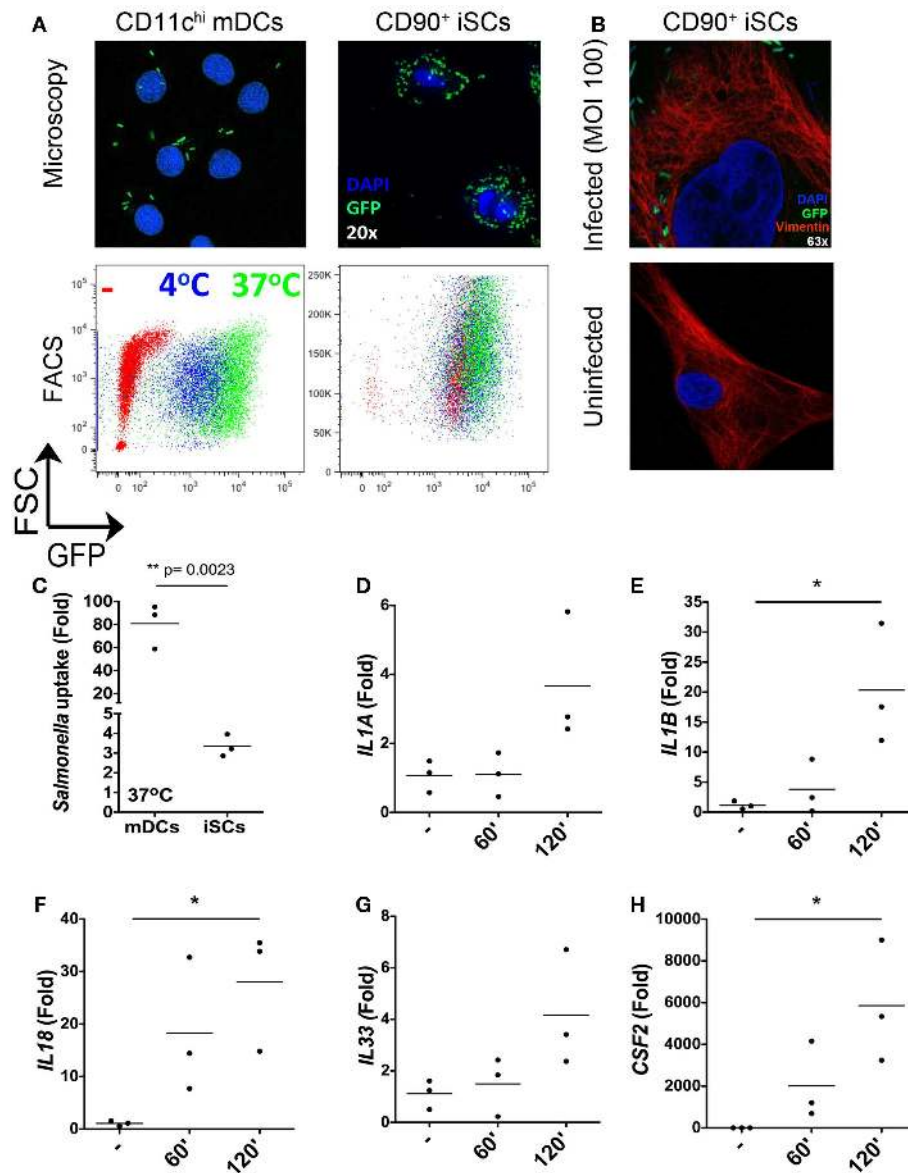 A
CD11chi mDCs
CD90+ iSCs
B
CD90+ iSCs
Microscopy
DAPI
GFP
20x
Infected (MOI 100)
DAPI
GFP
Vimentin
63x
FACS
- 4°C 37°C
10⁵
10⁴
10³
10²
0
0 10² 10³ 10⁴ 10⁵
250K
200K
150K
100K
50K
0
0 10² 10³ 10⁴ 10⁵
Uninfected
FSC
GFP
C
** p= 0.0023
Salmonella uptake (Fold)
100
80
60
40
20
5
4
3
2
1
0
37°C
mDCs iSCs
D
IL1A (Fold)
6
4
2
0
- 60' 120'
E
*
IL1B (Fold)
35
30
25
20
15
10
5
0
- 60' 120'
F
*
IL18 (Fold)
40
30
20
10
0
- 60' 120'
G
IL33 (Fold)
8
6
4
2
0
- 60' 120'
H
*
CSF2 (Fold)
10000
8000
6000
4000
2000
0
- 60' 120'